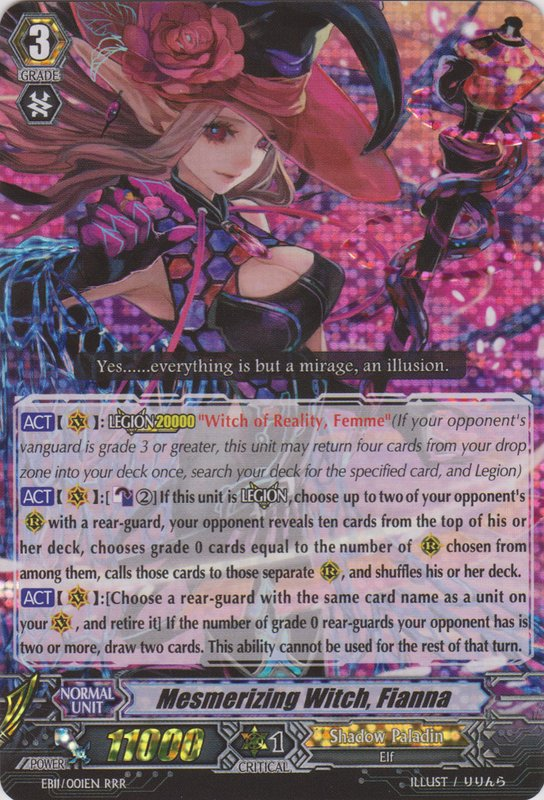 3
GRADE
Yes......everything is but a mirage, an illusion.
ACT【 】: LEGION 20000 "Witch of Reality, Femme"(If your opponent's
vanguard is grade 3 or greater, this unit may return four cards from your drop
zone into your deck once, search your deck for the specified card, and Legion)
ACT【 】:[ ②] If this unit is LEGION, choose up to two of your opponent's
R with a rear-guard, your opponent reveals ten cards from the top of his or
her deck, chooses grade 0 cards equal to the number of R chosen from
among them, calls those cards to those separate R, and shuffles his or her deck.
ACT【 】:[Choose a rear-guard with the same card name as a unit on
your , and retire it] If the number of grade 0 rear-guards your opponent has is
two or more, draw two cards. This ability cannot be used for the rest of that turn.
NORMAL
UNIT
Mesmerizing Witch, Fianna
POWER
11000
1
CRITICAL
Shadow Paladin
Elf
EB11/001EN RRR
ILLUST / りりんら